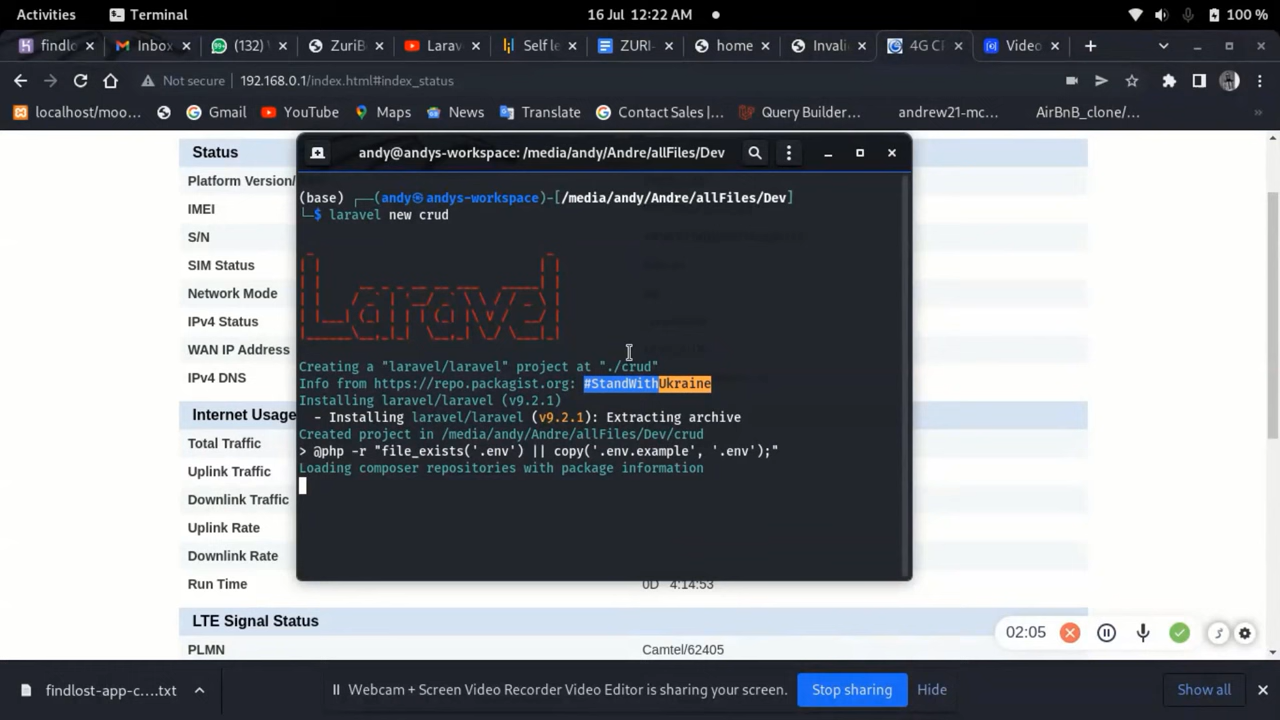 Activities Terminal 16 Jul 12:22 AM 100 %
findlo Inbox (132) ZuriB Larav Self le ZURI- home Invali 4G CP Video
Not secure 192.168.0.1/index.html#index_status
localhost/moo... Gmail YouTube Maps News Translate Contact Sales |... Query Builder... andrew21-mc... AirBnB_clone/... »
Status
Platform Version/
IMEI
S/N
SIM Status
Network Mode
IPv4 Status
WAN IP Address
IPv4 DNS
Internet Usage
Total Traffic
Uplink Traffic
Downlink Traffic
Uplink Rate
Downlink Rate
Run Time 0D 4:14:53
LTE Signal Status
PLMN Camtel/62405
andy@andys-workspace: /media/andy/Andre/allFiles/Dev
(base) ┌──(andy㉿andys-workspace)-[/media/andy/Andre/allFiles/Dev]
└─$ laravel new crud
Laravel
Creating a "laravel/laravel" project at "./crud"
Info from https://repo.packagist.org: #StandWithUkraine
Installing laravel/laravel (v9.2.1)
- Installing laravel/laravel (v9.2.1): Extracting archive
Created project in /media/andy/Andre/allFiles/Dev/crud
> @php -r "file_exists('.env') || copy('.env.example', '.env');"
Loading composer repositories with package information
02:05
findlost-app-c....txt Webcam + Screen Video Recorder Video Editor is sharing your screen. Stop sharing Hide Show all